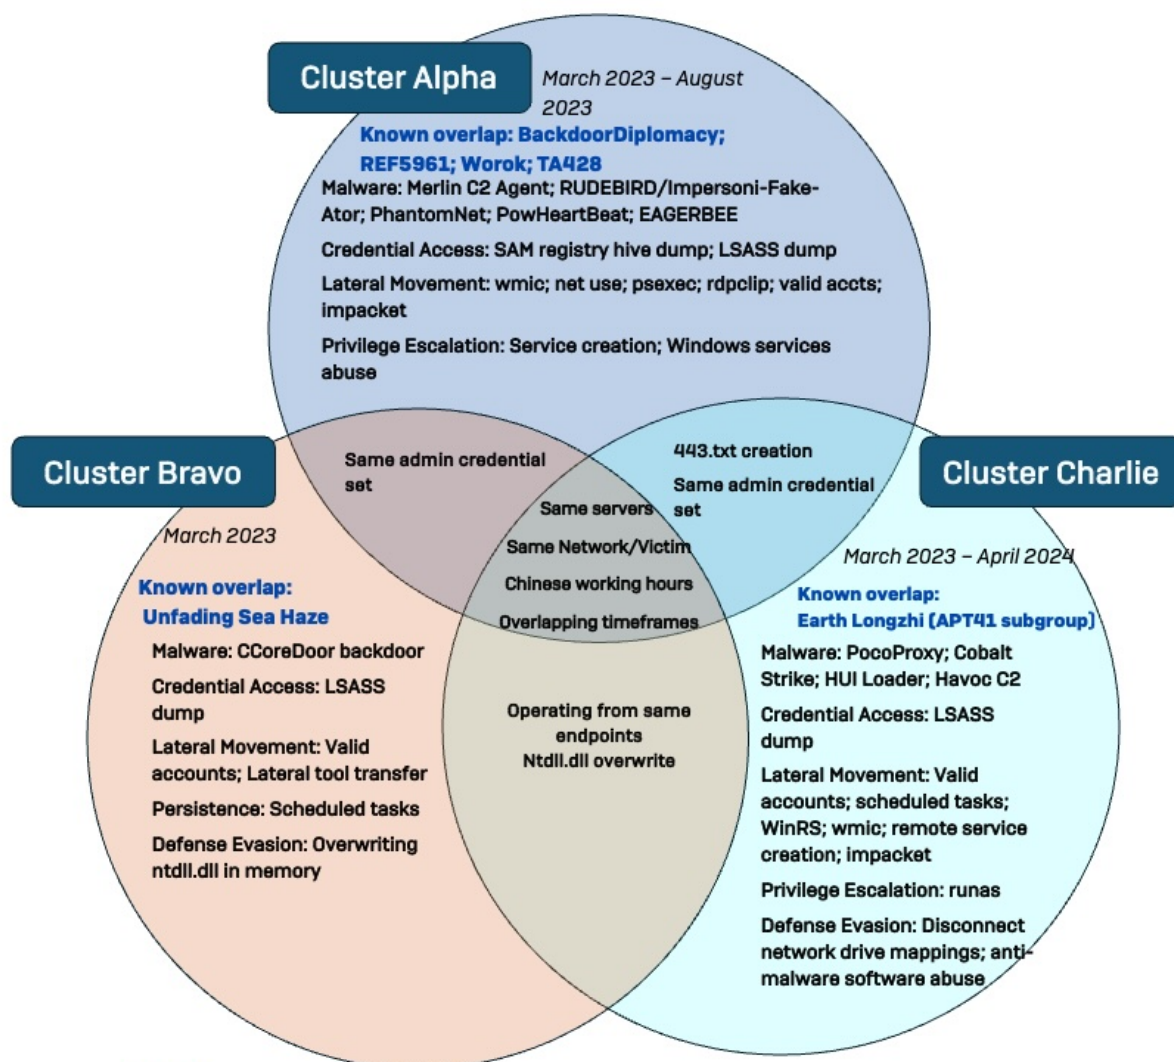 Cluster Alpha
March 2023 – August
2023
Known overlap: BackdoorDiplomacy;
REF5961; Worok; TA428
Malware: Merlin C2 Agent; RUDEBIRD/Impersoni-Fake-
Ator; PhantomNet; PowHeartBeat; EAGERBEE
Credential Access: SAM registry hive dump; LSASS dump
Lateral Movement: wmic; net use; psexec; rdpclip; valid accts;
impacket
Privilege Escalation: Service creation; Windows services
abuse
Same admin credential
set
443.txt creation
Same admin credential
set
Same servers
Same Network/Victim
Chinese working hours
Overlapping timeframes
Cluster Bravo
March 2023
Known overlap:
Unfading Sea Haze
Malware: CCoreDoor backdoor
Credential Access: LSASS
dump
Lateral Movement: Valid
accounts; Lateral tool transfer
Persistence: Scheduled tasks
Defense Evasion: Overwriting
ntdll.dll in memory
Operating from same
endpoints
Ntdll.dll overwrite
Cluster Charlie
March 2023 – April 2024
Known overlap:
Earth Longzhi (APT41 subgroup)
Malware: PocoProxy; Cobalt
Strike; HUI Loader; Havoc C2
Credential Access: LSASS
dump
Lateral Movement: Valid
accounts; scheduled tasks;
WinRS; wmic; remote service
creation; impacket
Privilege Escalation: runas
Defense Evasion: Disconnect
network drive mappings; anti-
malware software abuse